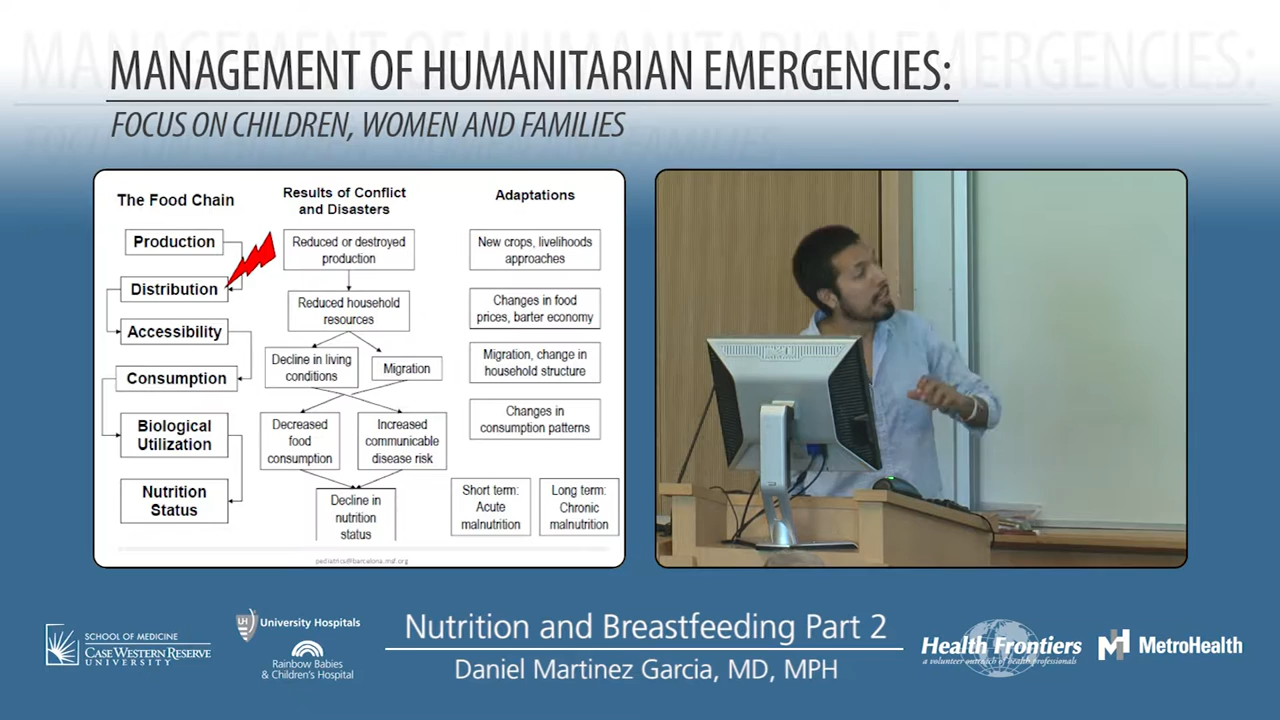 MANAGEMENT OF HUMANITARIAN EMERGENCIES:
FOCUS ON CHILDREN, WOMEN AND FAMILIES
The Food Chain
Production
Distribution
Accessibility
Consumption
Biological
Utilization
Nutrition
Status
Results of Conflict
and Disasters
Reduced or destroyed
production
Reduced household
resources
Decline in living
conditions
Migration
Decreased
food
consumption
Increased
communicable
disease risk
Decline in
nutrition
status
Adaptations
New crops, livelihoods
approaches
Changes in food
prices, barter economy
Migration, change in
household structure
Changes in
consumption patterns
Short term:
Acute
malnutrition
Long term:
Chronic
malnutrition
pediatrics@barcelona.msf.org
SCHOOL OF MEDICINE
CASE WESTERN RESERVE
UNIVERSITY
UH University Hospitals
Rainbow Babies
& Children's Hospital
Nutrition and Breastfeeding Part 2
Daniel Martinez Garcia, MD, MPH
Health Frontiers
a volunteer outreach of health professionals
MetroHealth